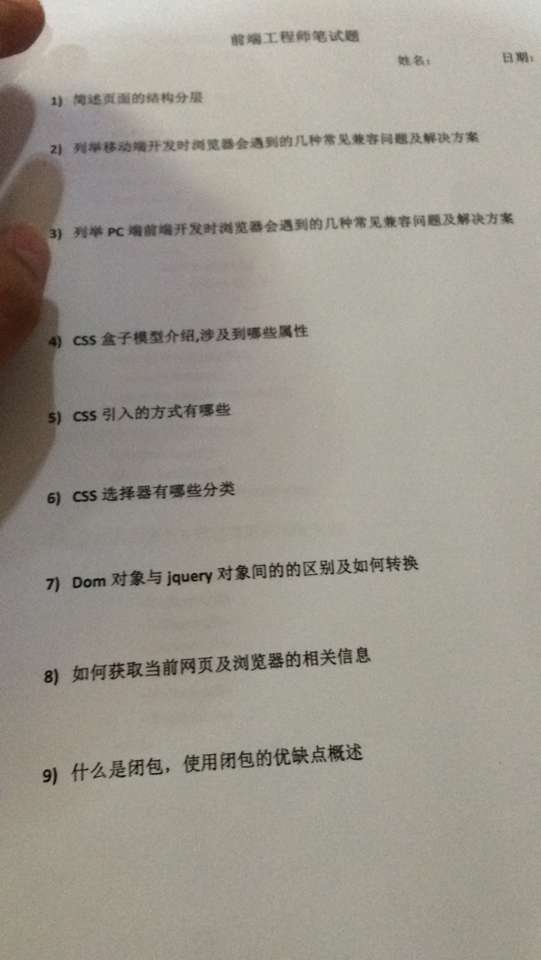 前端工程师笔试题
姓名： 日期：
1) 简述页面的结构分层
2) 列举移动端开发时浏览器会遇到的几种常见兼容问题及解决方案
3) 列举 PC 端前端开发时浏览器会遇到的几种常见兼容问题及解决方案
4) CSS 盒子模型介绍,涉及到哪些属性
5) CSS 引入的方式有哪些
6) CSS 选择器有哪些分类
7) Dom 对象与 jquery 对象间的的区别及如何转换
8) 如何获取当前网页及浏览器的相关信息
9) 什么是闭包，使用闭包的优缺点概述